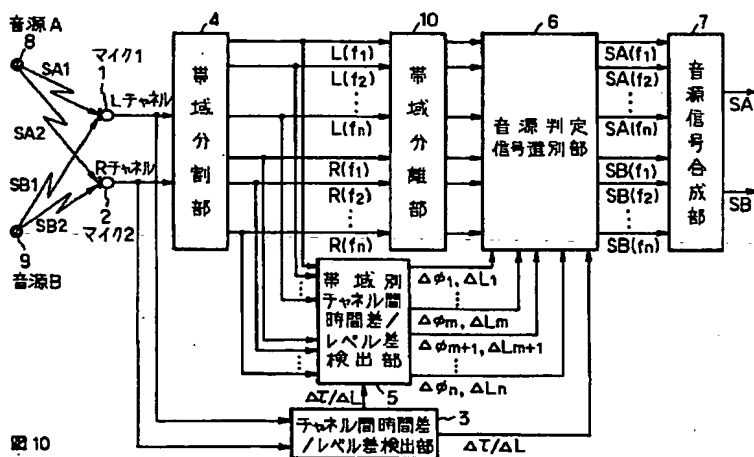 音源A
8
SA1
SA2
SB1
SB2
9
音源B
マイク1
1
Lチャネル
Rチャネル
2
マイク2
4
帯域分割部
L(f1)
L(f2)
L(fn)
R(f1)
R(f2)
R(fn)
10
帯域分離部
6
音源判定
信号選別部
SA(f1)
SA(f2)
SA(fn)
SB(f1)
SB(f2)
SB(fn)
7
音源信号合成部
SA
SB
帯域別
チャネル間
時間差/
レベル差
検出部
5
Δφ1, ΔL1
Δφm, ΔLm
Δφm+1, ΔLm+1
Δφn, ΔLn
Δτ/ΔL
3
チャネル間時間差
/レベル差検出部
Δτ/ΔL
図10